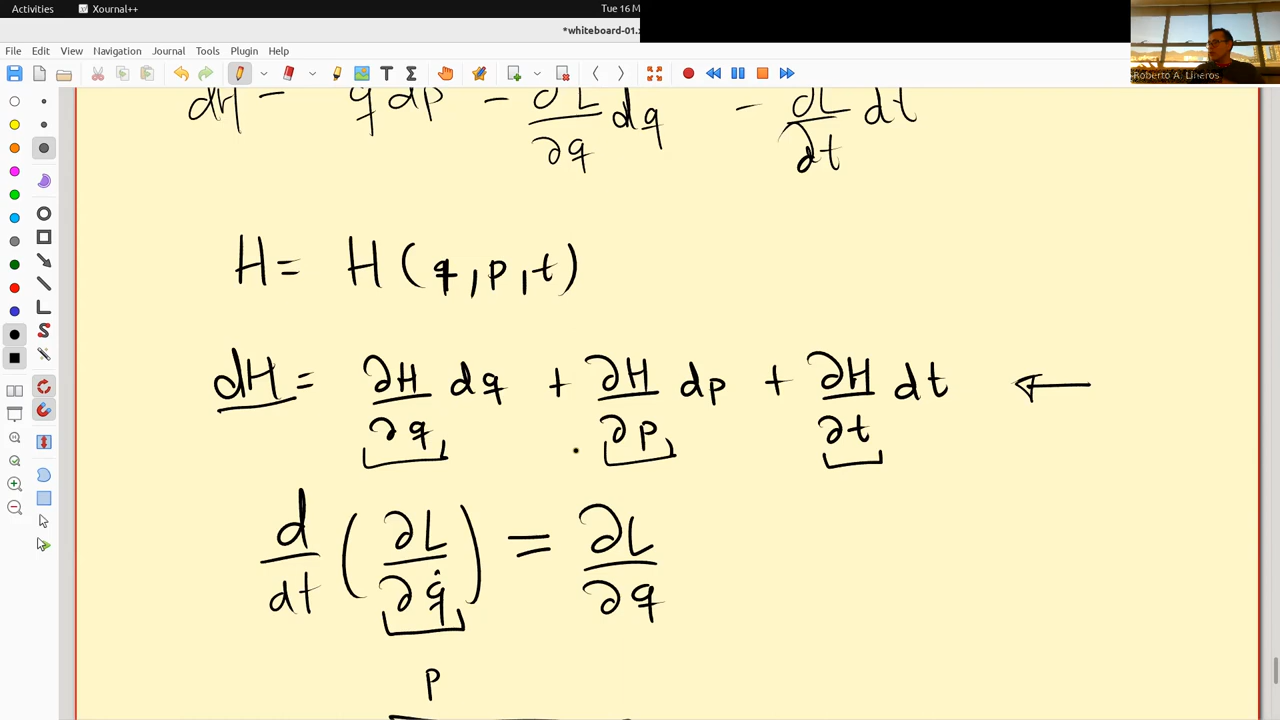 Activities Xournal++ Tue 16 M
*whiteboard-01.
File Edit View Navigation Journal Tools Plugin Help
Roberto A. Lineros
dH = q̇ dp - ∂L/∂q dq - ∂L/∂t dt
H = H(q, p, t)
dH = ∂H/∂q dq + ∂H/∂p dp + ∂H/∂t dt ←
d/dt (∂L/∂q̇) = ∂L/∂q
p